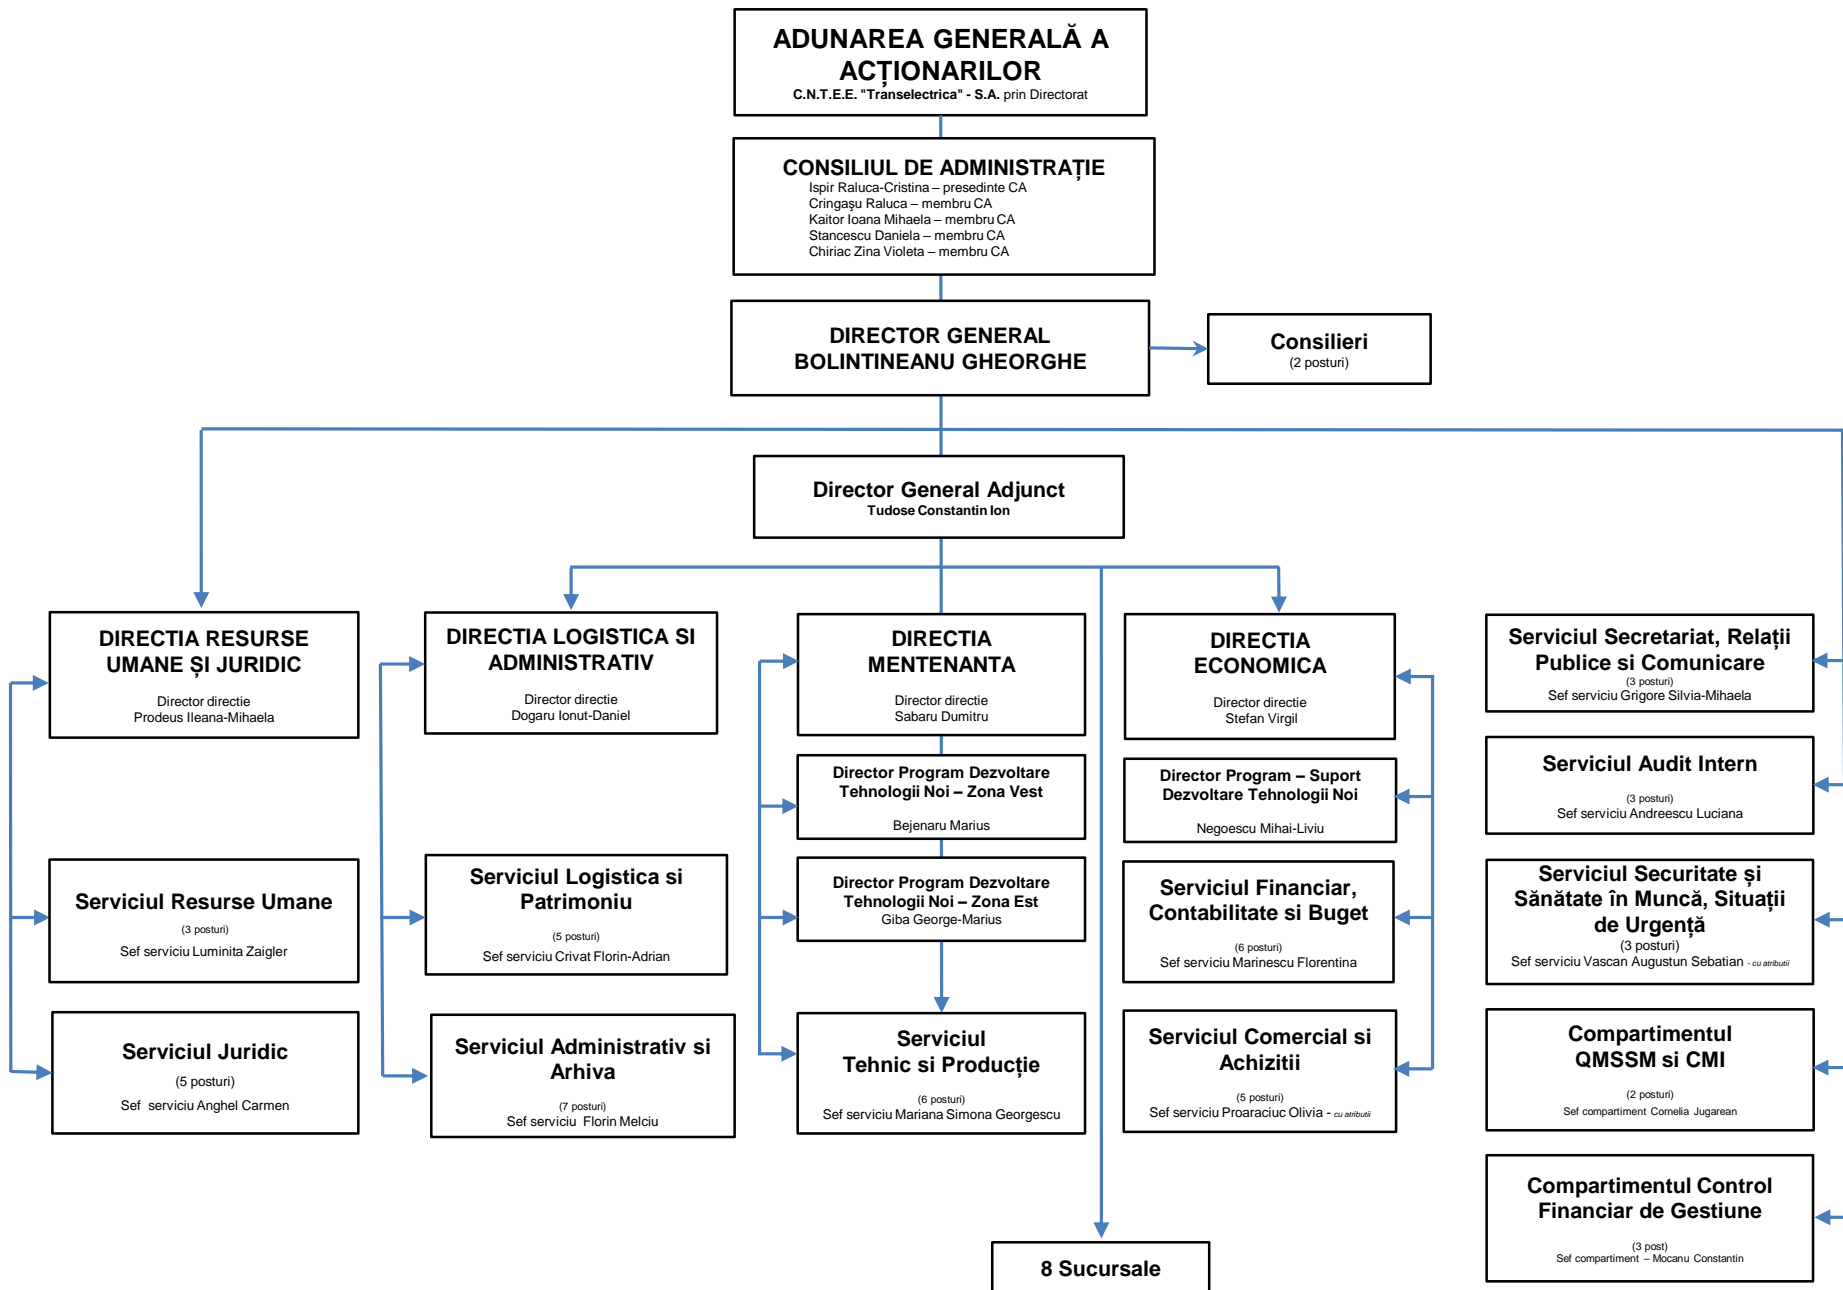 ADUNAREA GENERALĂ A
ACȚIONARILOR
C.N.T.E.E. "Transelectrica" - S.A. prin Directorat
CONSILIUL DE ADMINISTRAȚIE
Ispir Raluca-Cristina – presedinte CA
Cringaşu Raluca – membru CA
Kaitor Ioana Mihaela – membru CA
Stancescu Daniela – membru CA
Chiriac Zina Violeta – membru CA
DIRECTOR GENERAL
BOLINTINEANU GHEORGHE
Consilieri
(2 posturi)
Director General Adjunct
Tudose Constantin Ion
DIRECTIA RESURSE
UMANE ȘI JURIDIC
Director directie
Prodeus Ileana-Mihaela
DIRECTIA LOGISTICA SI
ADMINISTRATIV
Director directie
Dogaru Ionut-Daniel
DIRECTIA
MENTENANTA
Director directie
Sabaru Dumitru
DIRECTIA
ECONOMICA
Director directie
Stefan Virgil
Serviciul Secretariat, Relații
Publice si Comunicare
(3 posturi)
Sef serviciu Grigore Silvia-Mihaela
Director Program Dezvoltare
Tehnologii Noi – Zona Vest
Bejenaru Marius
Director Program – Suport
Dezvoltare Tehnologii Noi
Negoescu Mihai-Liviu
Serviciul Audit Intern
(3 posturi)
Sef serviciu Andreescu Luciana
Serviciul Resurse Umane
(3 posturi)
Sef serviciu Luminita Zaigler
Serviciul Logistica si
Patrimoniu
(5 posturi)
Sef serviciu Crivat Florin-Adrian
Director Program Dezvoltare
Tehnologii Noi – Zona Est
Giba George-Marius
Serviciul Financiar,
Contabilitate si Buget
(6 posturi)
Sef serviciu Marinescu Florentina
Serviciul Securitate și
Sănătate în Muncă, Situații
de Urgență
(3 posturi)
Sef serviciu Vascan Augustun Sebatian - cu atributii
Serviciul Juridic
(5 posturi)
Sef serviciu Anghel Carmen
Serviciul Administrativ si
Arhiva
(7 posturi)
Sef serviciu Florin Melciu
Serviciul
Tehnic si Producție
(6 posturi)
Sef serviciu Mariana Simona Georgescu
Serviciul Comercial si
Achizitii
(5 posturi)
Sef serviciu Proaraciuc Olivia - cu atributii
Compartimentul
QMSSM si CMI
(2 posturi)
Sef compartiment Cornelia Jugarean
Compartimentul Control
Financiar de Gestiune
(3 post)
Sef compartiment – Mocanu Constantin
8 Sucursale